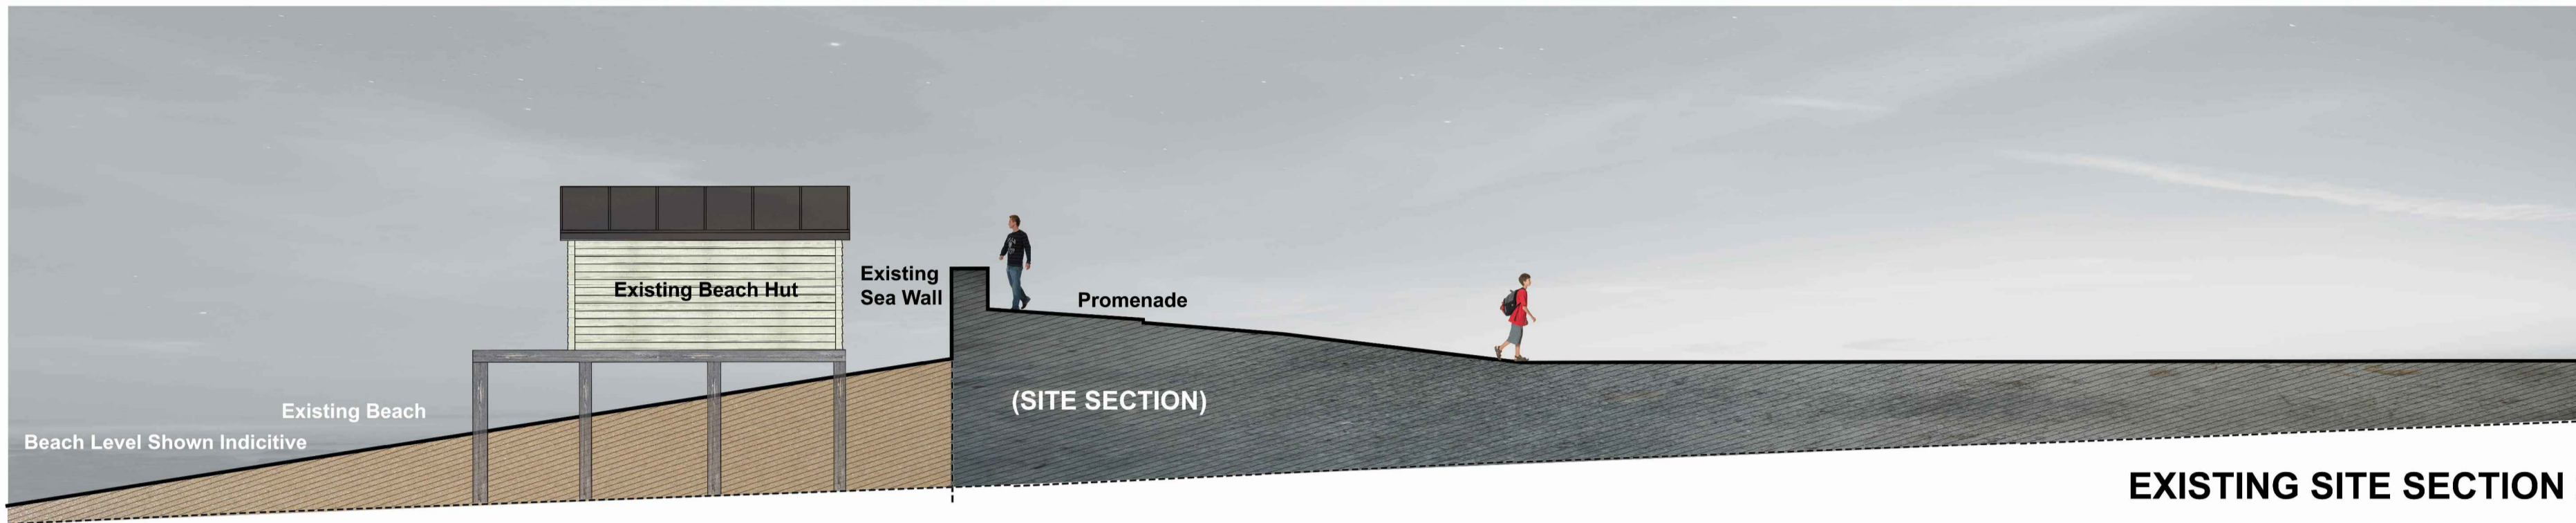 Existing
Sea Wall
Existing Beach Hut
Promenade
(SITE SECTION)
Existing Beach
Beach Level Shown Indicitive
EXISTING SITE SECTION